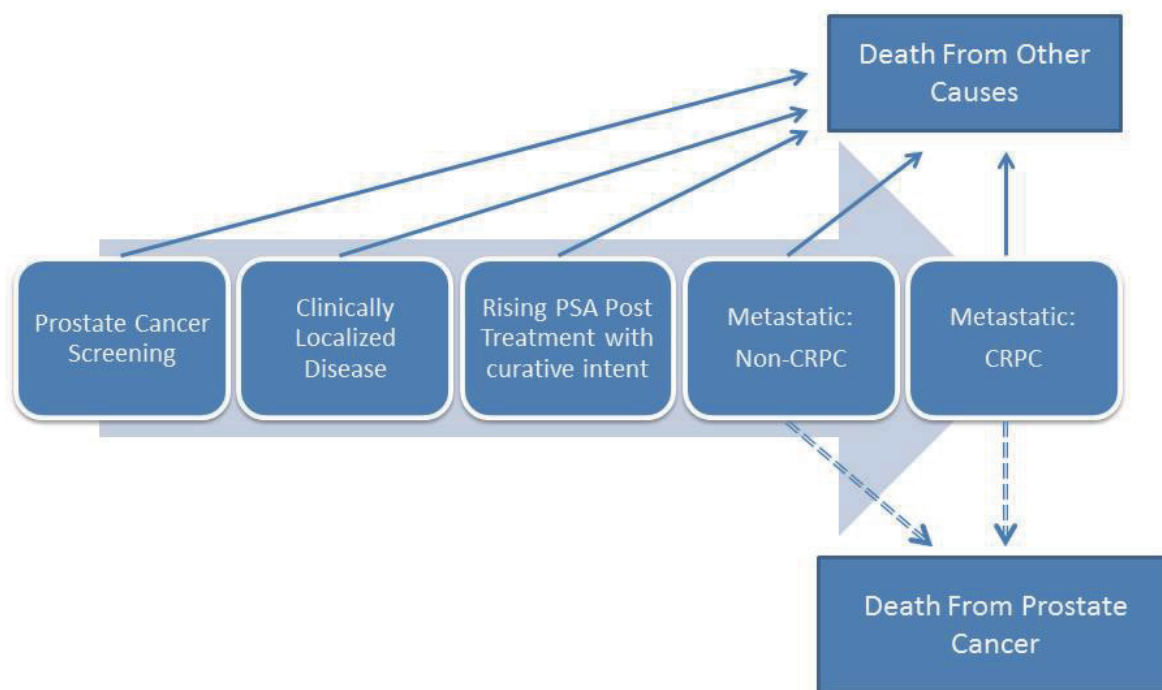 Death From Other
Causes
Prostate Cancer
Screening
Clinically
Localized
Disease
Rising PSA Post
Treatment with
curative intent
Metastatic:
Non-CRPC
Metastatic:
CRPC
Death From Prostate
Cancer